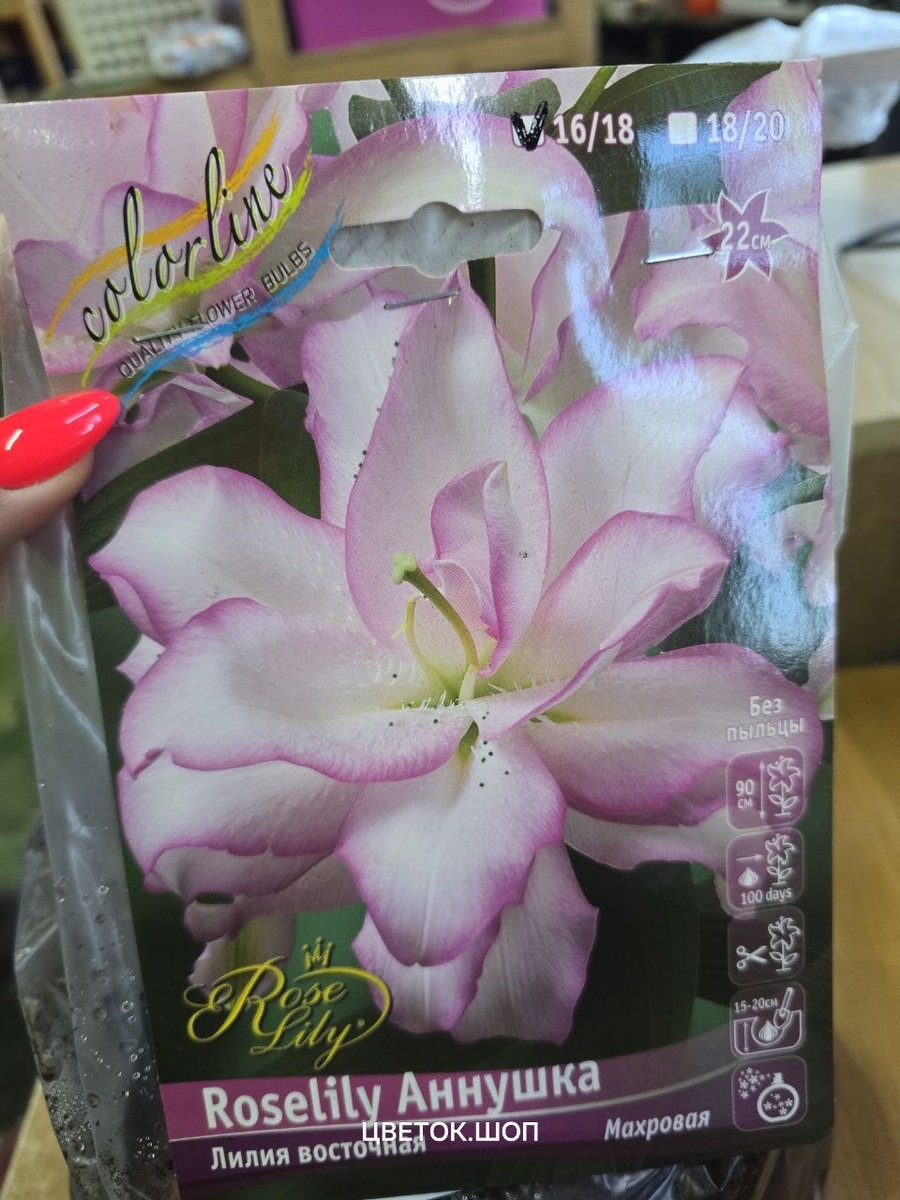 16/18 18/20
colorline
QUALITY FLOWER BULBS
22см
Без
пыльцы
90
см
100 days
15-20см
Rose
Lily
Roselily Аннушка
Махровая
ЦВЕТОК.ШОП
Лилия восточная